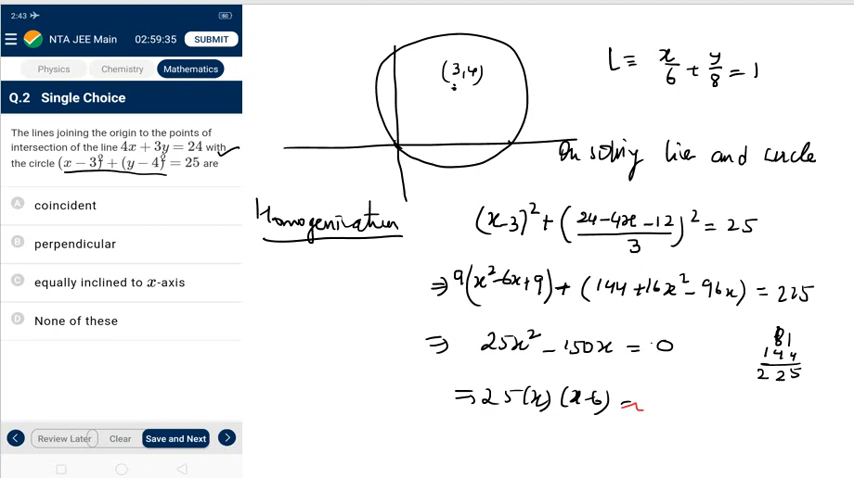 2:43
NTA JEE Main 02:59:35 SUBMIT
Physics Chemistry Mathematics
Q.2 Single Choice
The lines joining the origin to the points of
intersection of the line 4x + 3y = 24 with
the circle (x − 3)² + (y − 4)² = 25 are
A coincident
B perpendicular
C equally inclined to x-axis
D None of these
Review Later Clear Save and Next
(3,4)
L ≡ x/6 + y/8 = 1
On solving line and circle
Homogenization
(x-3)² + ((24-4x-12)/3)² = 25
⇒ 9(x²-6x+9) + (144+16x²-96x) = 225
⇒ 25x² - 150x = 0
⇒ 25(x)(x-6) =
81
144
225